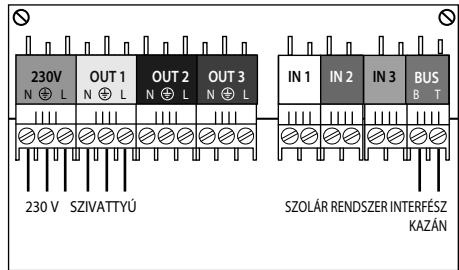 230V OUT 1 OUT 2 OUT 3 IN 1 IN 2 IN 3 BUS
N L N L N L N L B T
230 V SZIVATTYÚ SZOLÁR RENDSZER INTERFÉSZ
KAZÁN